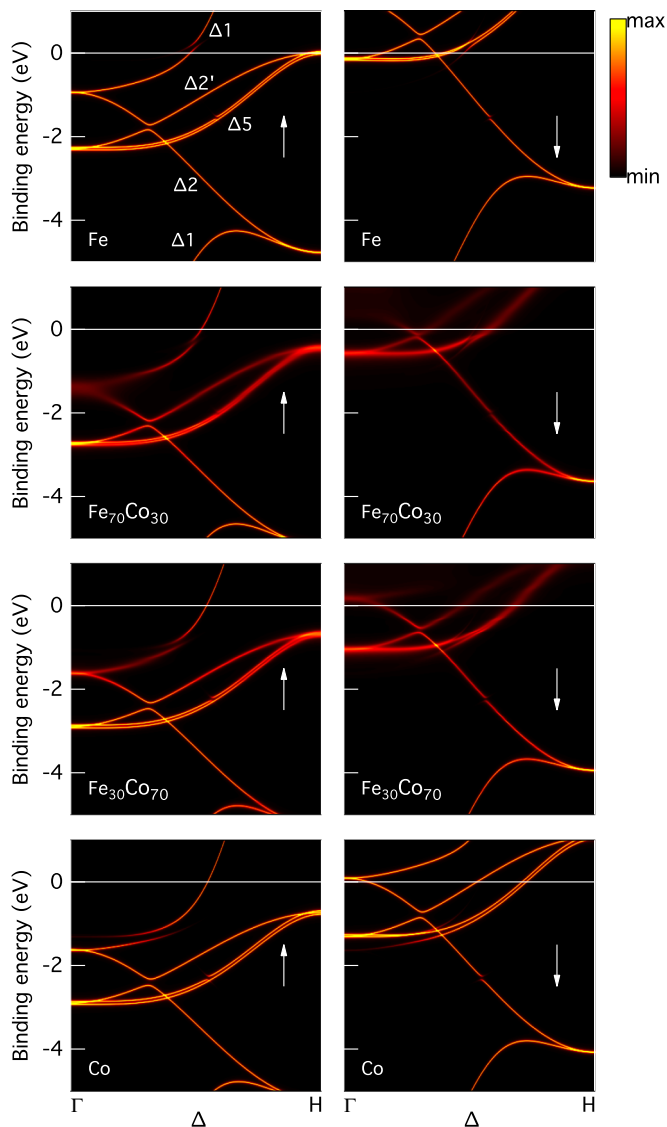 max
min
Binding energy (eV)
0
-2
-4
Δ1
Δ2'
Δ5
Δ2
Δ1
Fe
Fe
Binding energy (eV)
0
-2
-4
Fe₇₀Co₃₀
Fe₇₀Co₃₀
Binding energy (eV)
0
-2
-4
Fe₃₀Co₇₀
Fe₃₀Co₇₀
Binding energy (eV)
0
-2
-4
Co
Co
Γ Δ H
Γ Δ H